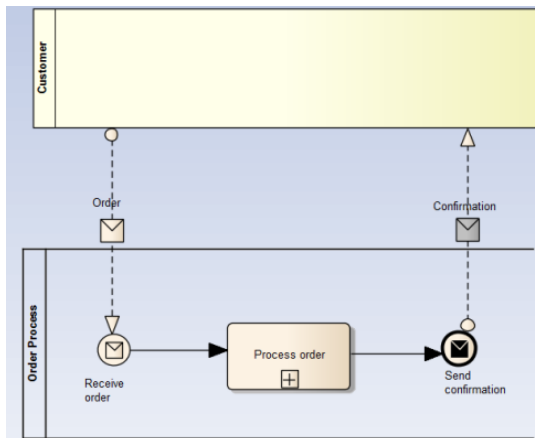 Customer
Order
Confirmation
Order Process
Process order
Receive
order
Send
confirmation